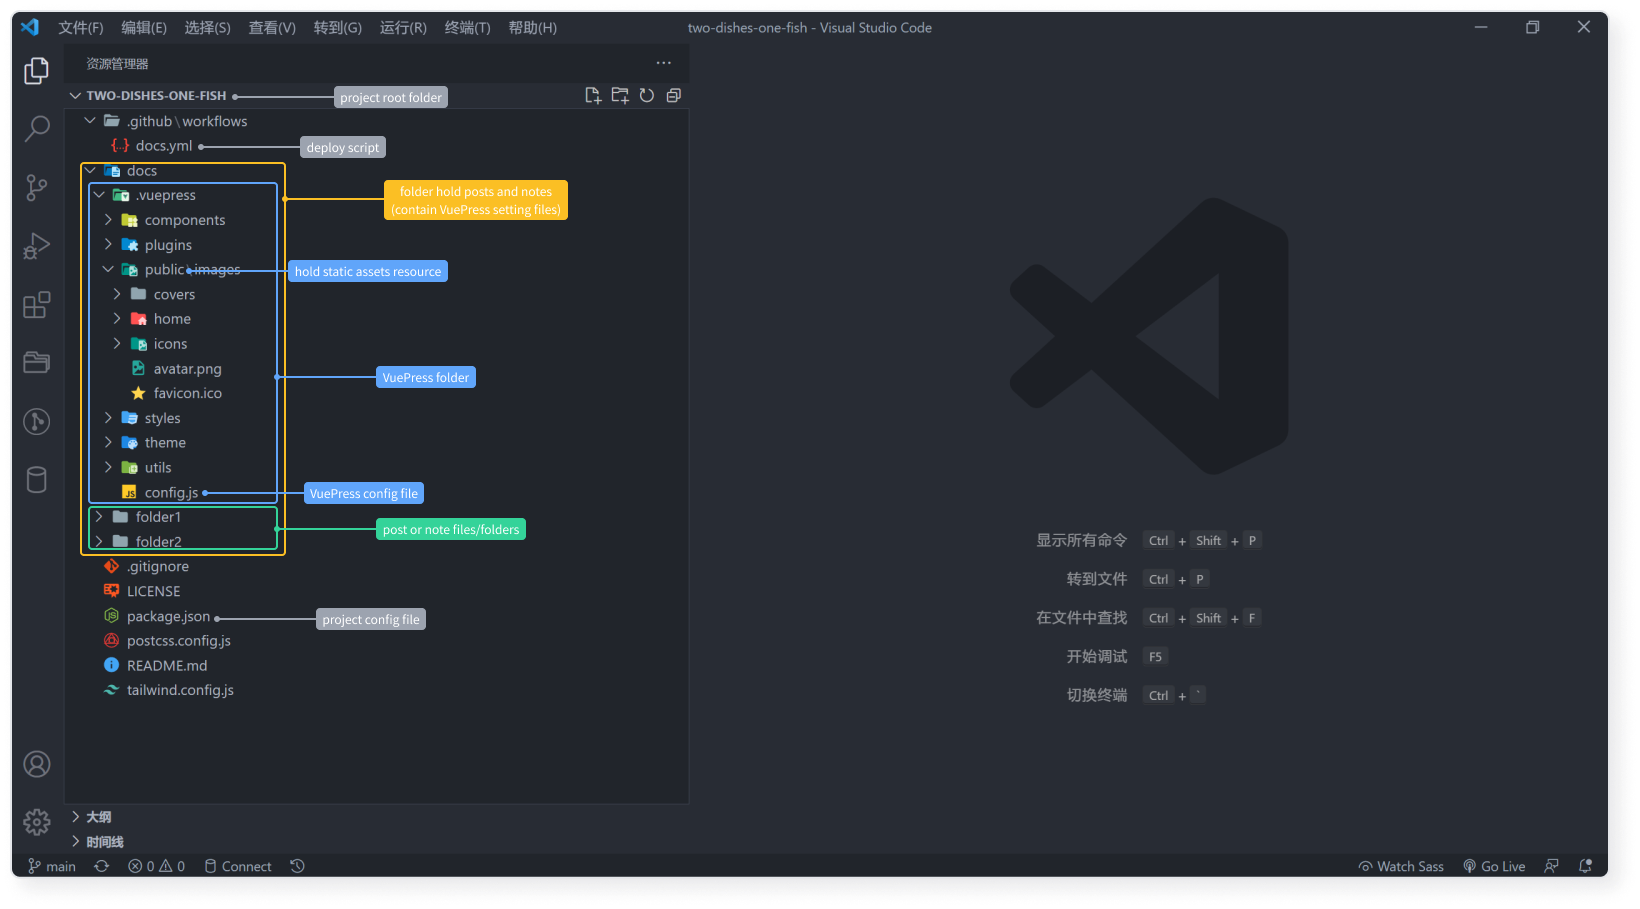 文件(F) 编辑(E) 选择(S) 查看(V) 转到(G) 运行(R) 终端(T) 帮助(H) two-dishes-one-fish - Visual Studio Code
资源管理器
TWO-DISHES-ONE-FISH project root folder
.github \ workflows
docs.yml deploy script
docs
.vuepress
folder hold posts and notes
(contain VuePress setting files)
components
plugins
public \ images hold static assets resource
covers
home
icons
avatar.png VuePress folder
favicon.ico
styles
theme
utils
config.js VuePress config file
folder1
post or note files/folders
folder2
.gitignore
LICENSE
package.json project config file
postcss.config.js
README.md
tailwind.config.js
显示所有命令 Ctrl + Shift + P
转到文件 Ctrl + P
在文件中查找 Ctrl + Shift + F
开始调试 F5
切换终端 Ctrl + `
大纲
时间线
main 0 0 Connect Watch Sass Go Live